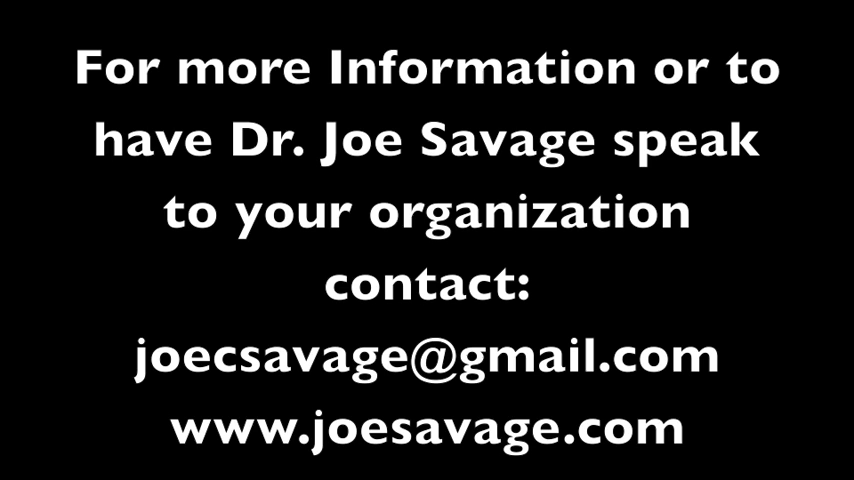 For more Information or to
have Dr. Joe Savage speak
to your organization
contact:
joecsavage@gmail.com
www.joesavage.com